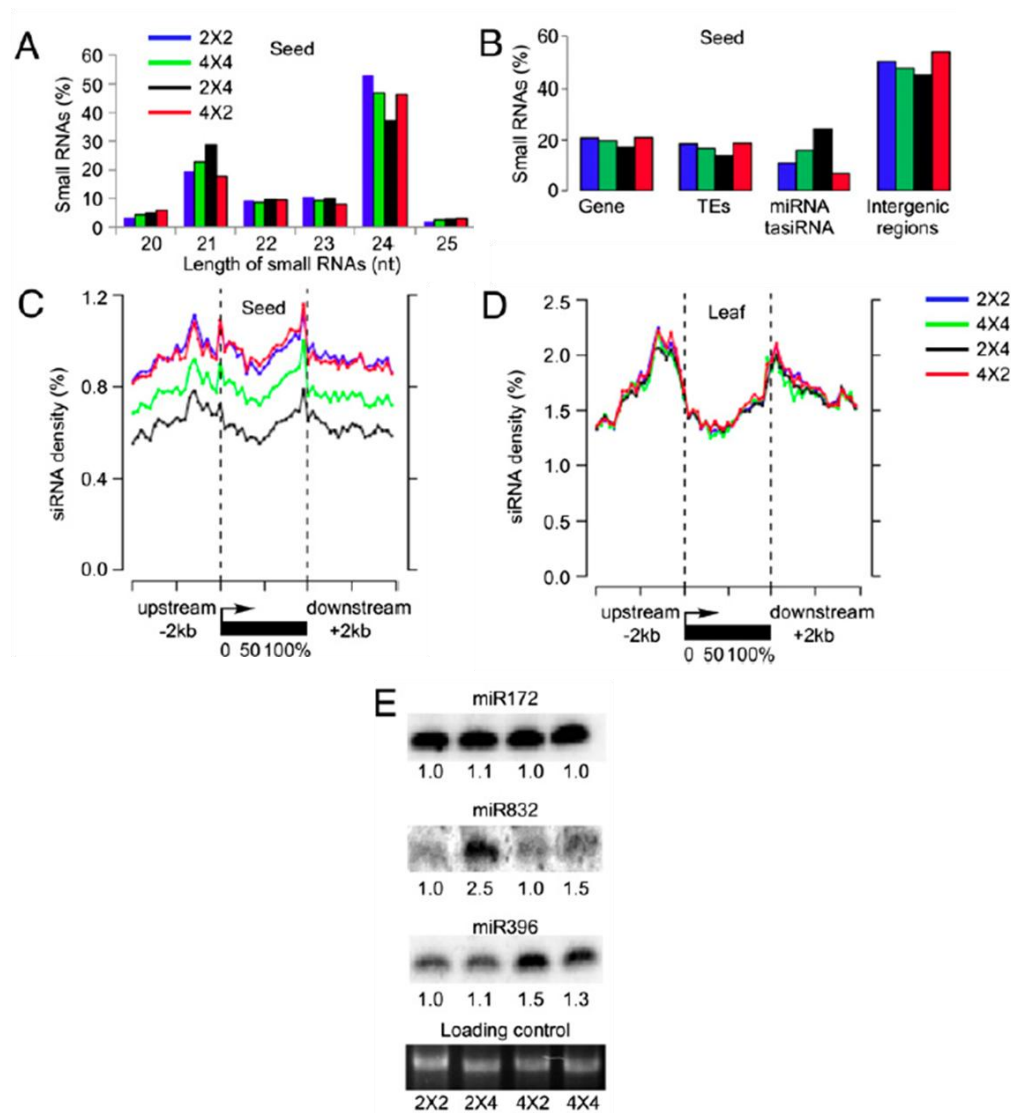 A
2X2
4X4
2X4
4X2
Seed
Small RNAs (%)
60
50
40
30
20
10
0
20 21 22 23 24 25
Length of small RNAs (nt)
B
Seed
Small RNAs (%)
60
40
20
0
Gene TEs miRNA Intergenic
tasiRNA regions
C
Seed
siRNA density (%)
1.2
0.8
0.4
0.0
upstream downstream
-2kb +2kb
0 50 100%
D
Leaf
siRNA density (%)
2.5
2.0
1.5
1.0
0.5
0.0
upstream downstream
-2kb +2kb
0 50 100%
2X2
4X4
2X4
4X2
E
miR172
1.0 1.1 1.0 1.0
miR832
1.0 2.5 1.0 1.5
miR396
1.0 1.1 1.5 1.3
Loading control
2X2 2X4 4X2 4X4